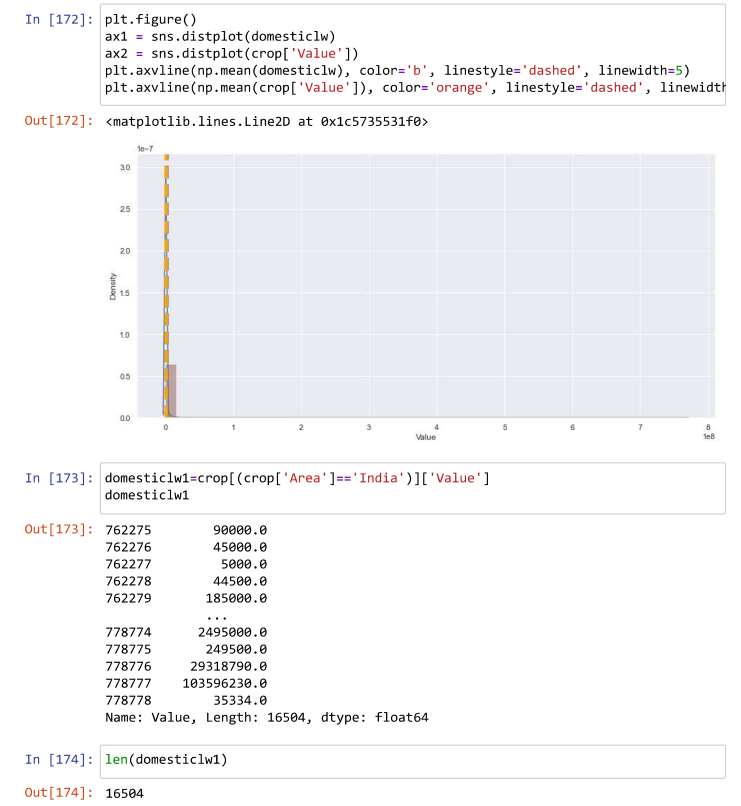 In [172]: plt.figure()
ax1 = sns.distplot(domesticlw)
ax2 = sns.distplot(crop['Value'])
plt.axvline(np.mean(domesticlw), color='b', linestyle='dashed', linewidth=5)
plt.axvline(np.mean(crop['Value']), color='orange', linestyle='dashed', linewidth
Out[172]: <matplotlib.lines.Line2D at 0x1c5735531f0>
1e−7
3.0
2.5
2.0
Density
1.5
1.0
0.5
0.0
0 1 2 3 4 5 6 7 8
Value
1e8
In [173]: domesticlw1=crop[(crop['Area']=='India')]['Value']
domesticlw1
Out[173]: 762275 90000.0
762276 45000.0
762277 5000.0
762278 44500.0
762279 185000.0
...
778774 2495000.0
778775 249500.0
778776 29318790.0
778777 103596230.0
778778 35334.0
Name: Value, Length: 16504, dtype: float64
In [174]: len(domesticlw1)
Out[174]: 16504